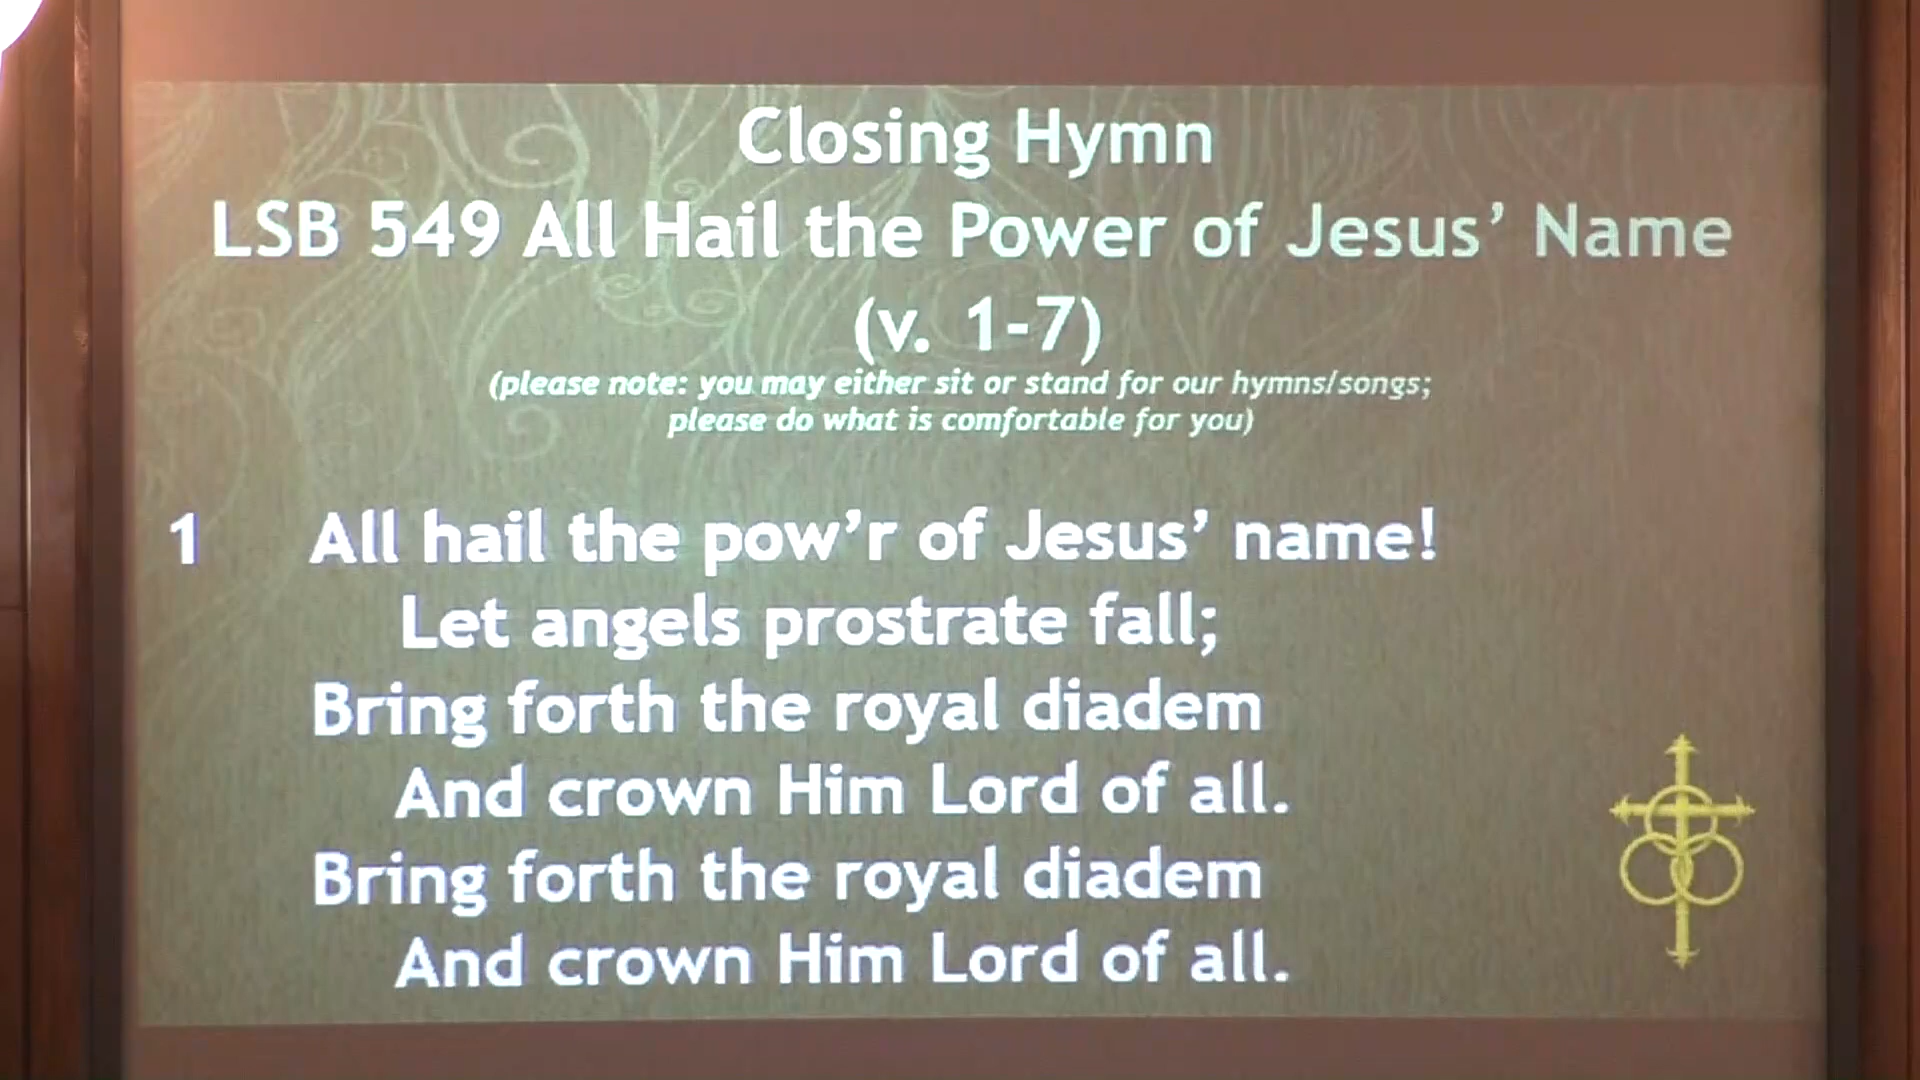 Closing Hymn
LSB 549 All Hail the Power of Jesus’ Name
(v. 1-7)
(please note: you may either sit or stand for our hymns/songs;
please do what is comfortable for you)
1 All hail the pow’r of Jesus’ name!
Let angels prostrate fall;
Bring forth the royal diadem
And crown Him Lord of all.
Bring forth the royal diadem
And crown Him Lord of all.